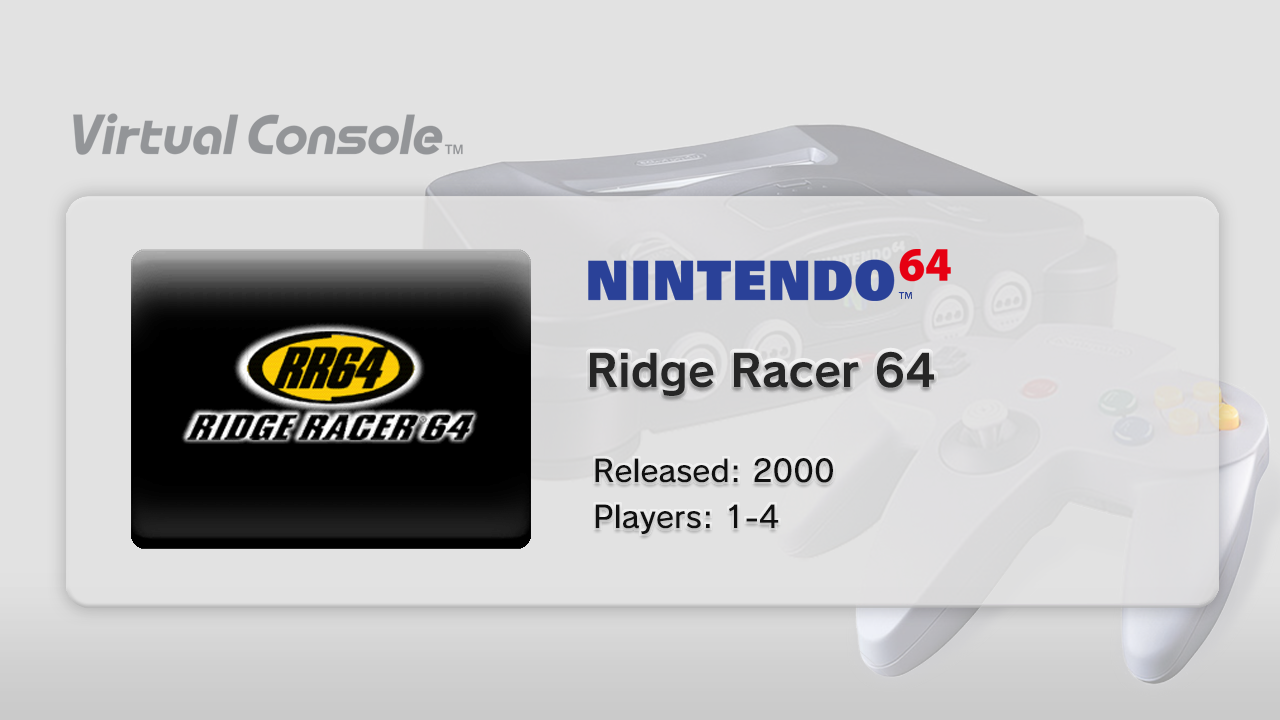 Virtual Console™
NINTENDO64™
RR64
RIDGE RACER®64
Ridge Racer 64
Released: 2000
Players: 1-4